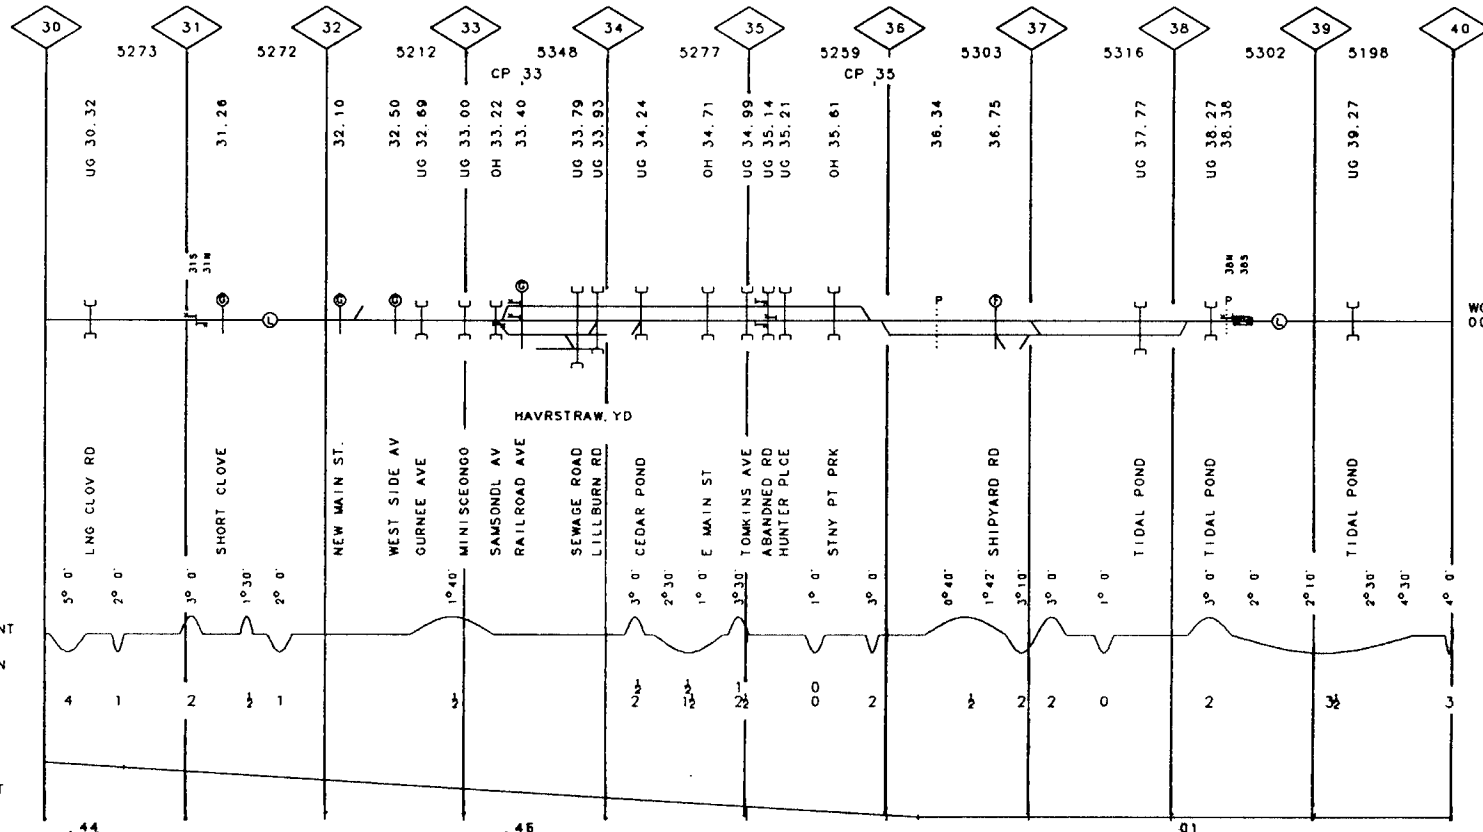 30 31 32 33 34 35 36 37 38 39 40
5273 5272 5212 5348 5277 5259 5303 5316 5302 5198
CP 33
CP 35
UG 30.32
31.26
32.10
32.50
UG 32.69
UG 33.00
OH 33.22
33.40
UG 33.79
UG 33.93
UG 34.24
OH 34.71
UG 34.99
UG 35.14
UG 35.21
OH 35.61
36.34
36.75
UG 37.77
UG 38.27
38.38
UG 39.27
31S
31N
38N
38S
G
L
G
G
G
P
F
P
L
HAVRSTRAW, YD
LNG CLOV RD
SHORT CLOVE
NEW MAIN ST.
WEST SIDE AV
GURNEE AVE
MINISCEONGO
SAMSONDL AV
RAILROAD AVE
SEWAGE ROAD
LILLBURN RD
CEDAR POND
E MAIN ST
TOMKINS AVE
ABANDNED RD
HUNTER PLCE
STNY PT PRK
SHIPYARD RD
TIDAL POND
TIDAL POND
TIDAL POND
5° 0' 2° 0' 3° 0' 1° 30' 2° 0' 1° 40' 3° 0' 2° 30' 1° 0' 3° 30' 1° 0' 3° 0' 0° 40' 1° 42' 3° 10' 3° 0' 1° 0' 3° 0' 2° 0' 2° 10' 2° 30' 4° 30' 4° 0'
NT
N
½ ½ 1 0
4 1 2 ½ 1 ½ 2 1½ 2½ 0 2 ½ 2 2 0 2 3½ 3
T
.44 .46 .01